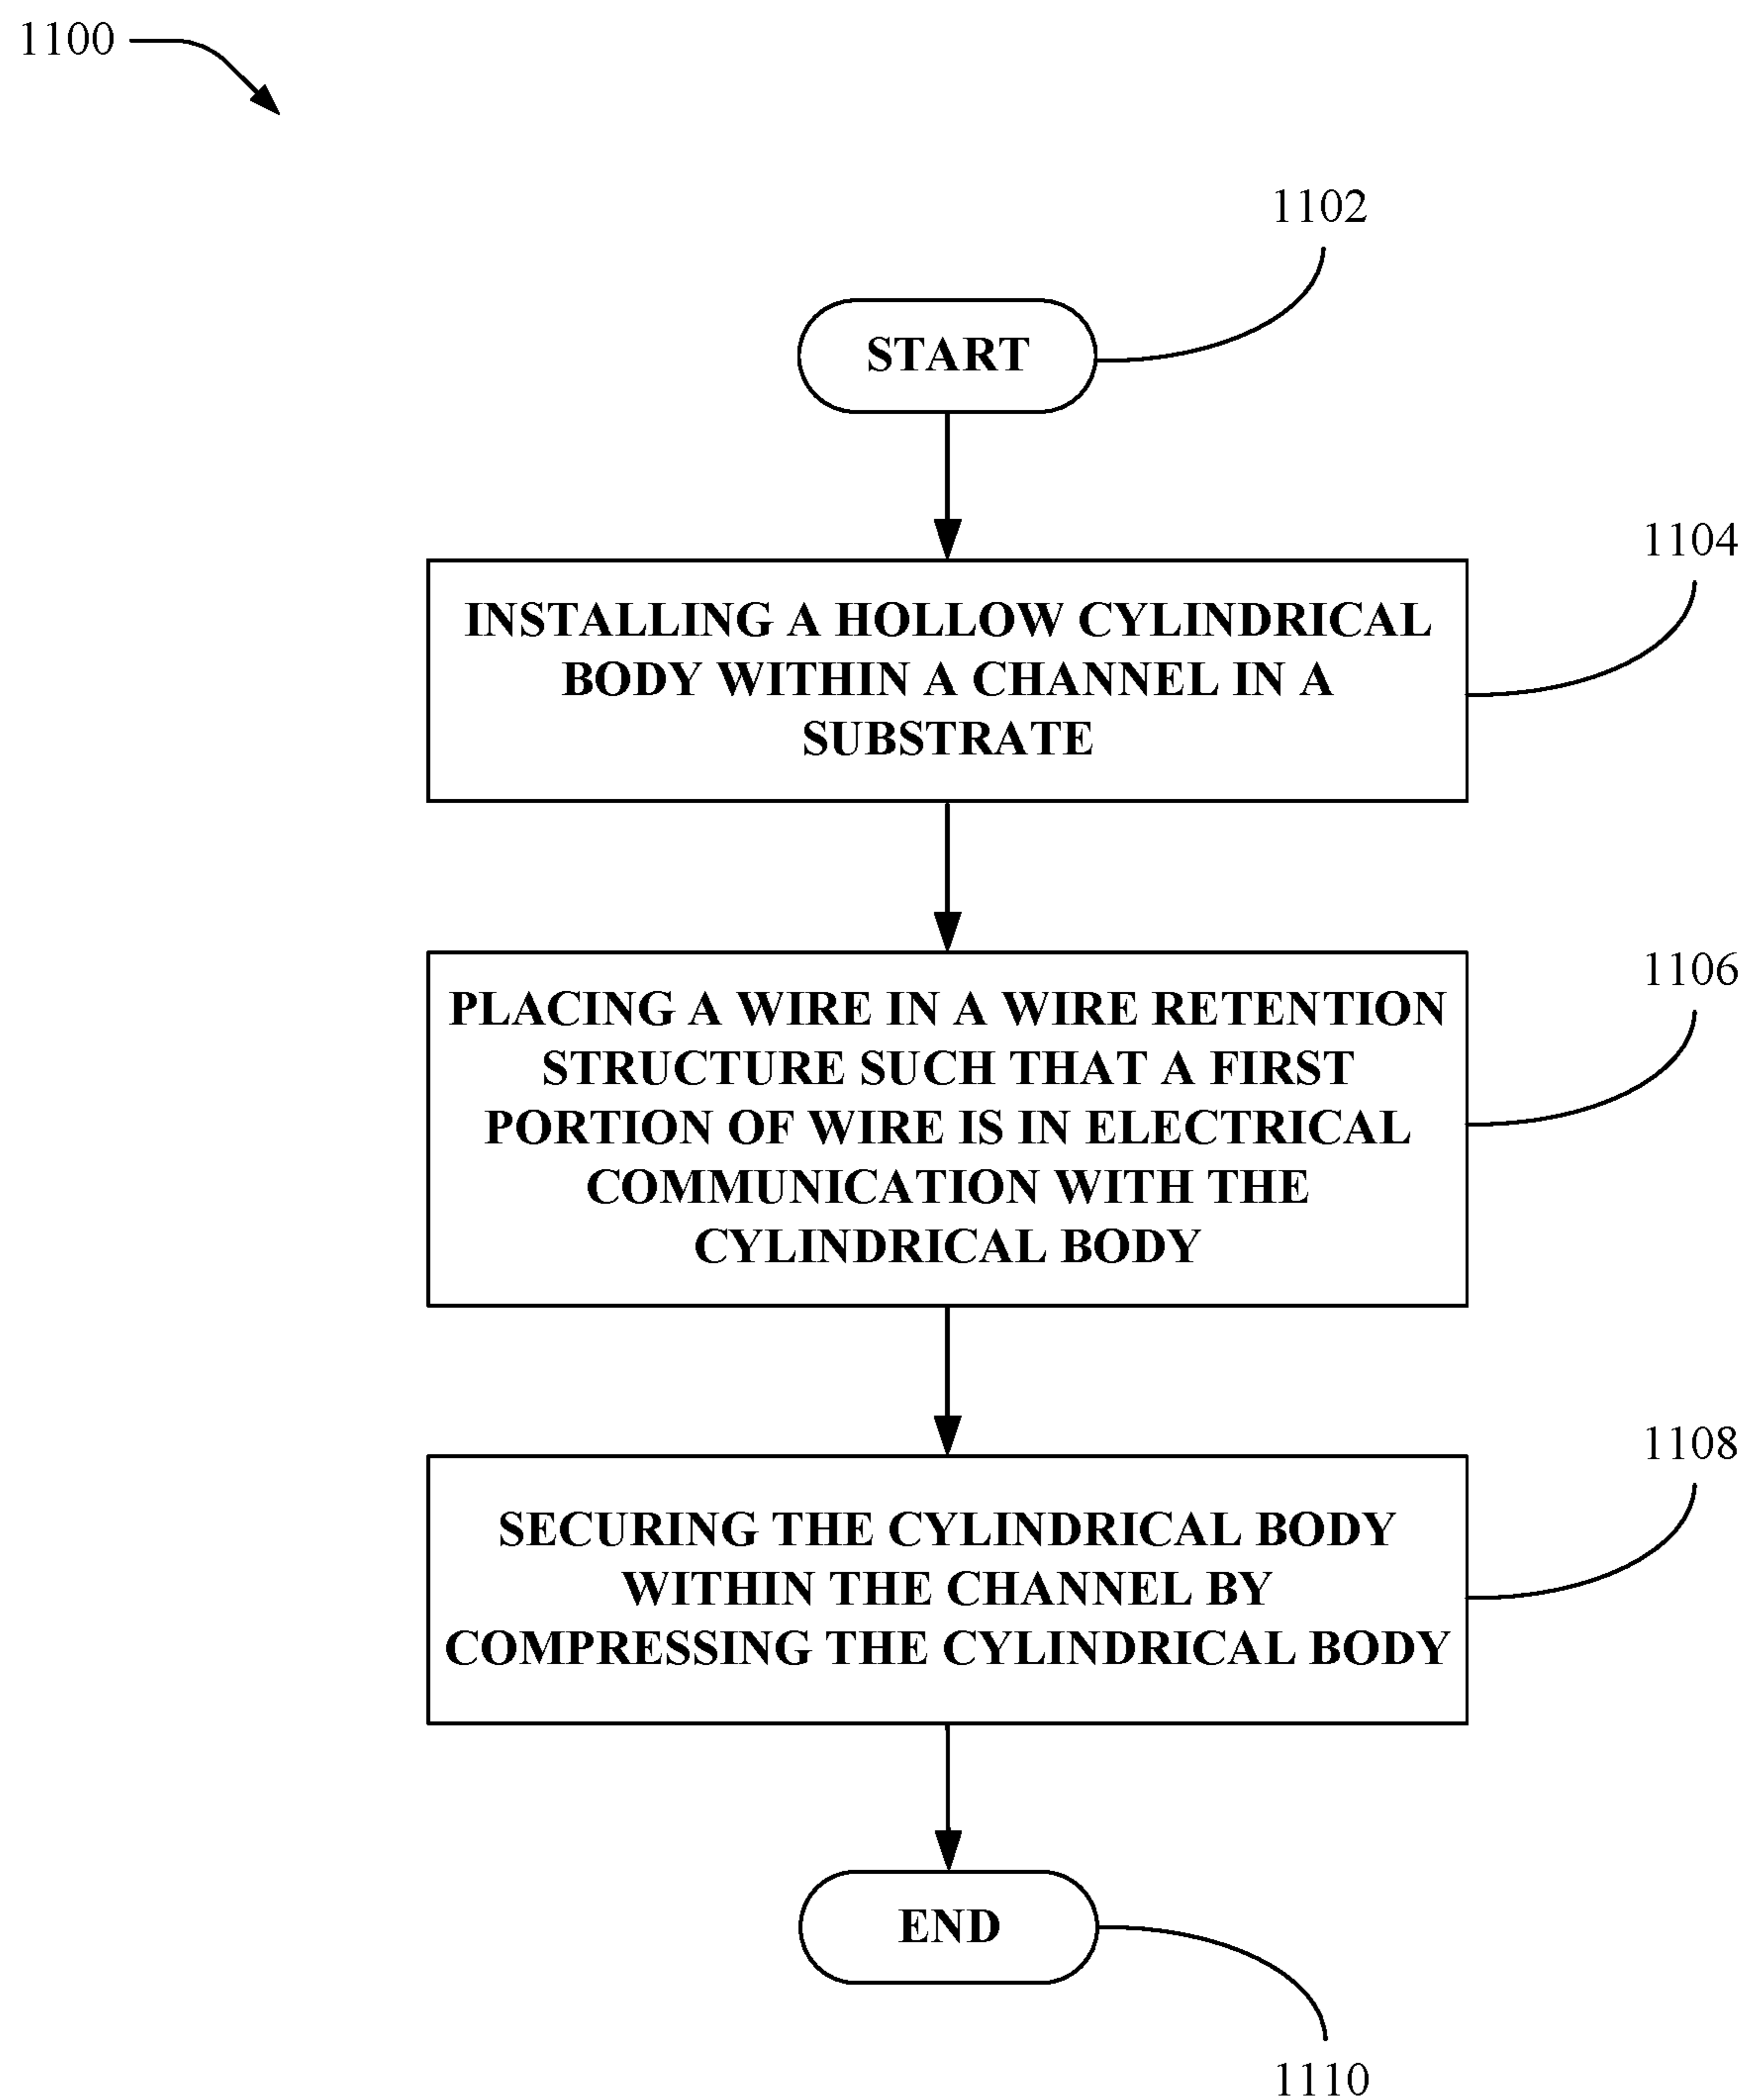 1100
1102
START
1104
INSTALLING A HOLLOW CYLINDRICAL
BODY WITHIN A CHANNEL IN A
SUBSTRATE
1106
PLACING A WIRE IN A WIRE RETENTION
STRUCTURE SUCH THAT A FIRST
PORTION OF WIRE IS IN ELECTRICAL
COMMUNICATION WITH THE
CYLINDRICAL BODY
1108
SECURING THE CYLINDRICAL BODY
WITHIN THE CHANNEL BY
COMPRESSING THE CYLINDRICAL BODY
END
1110